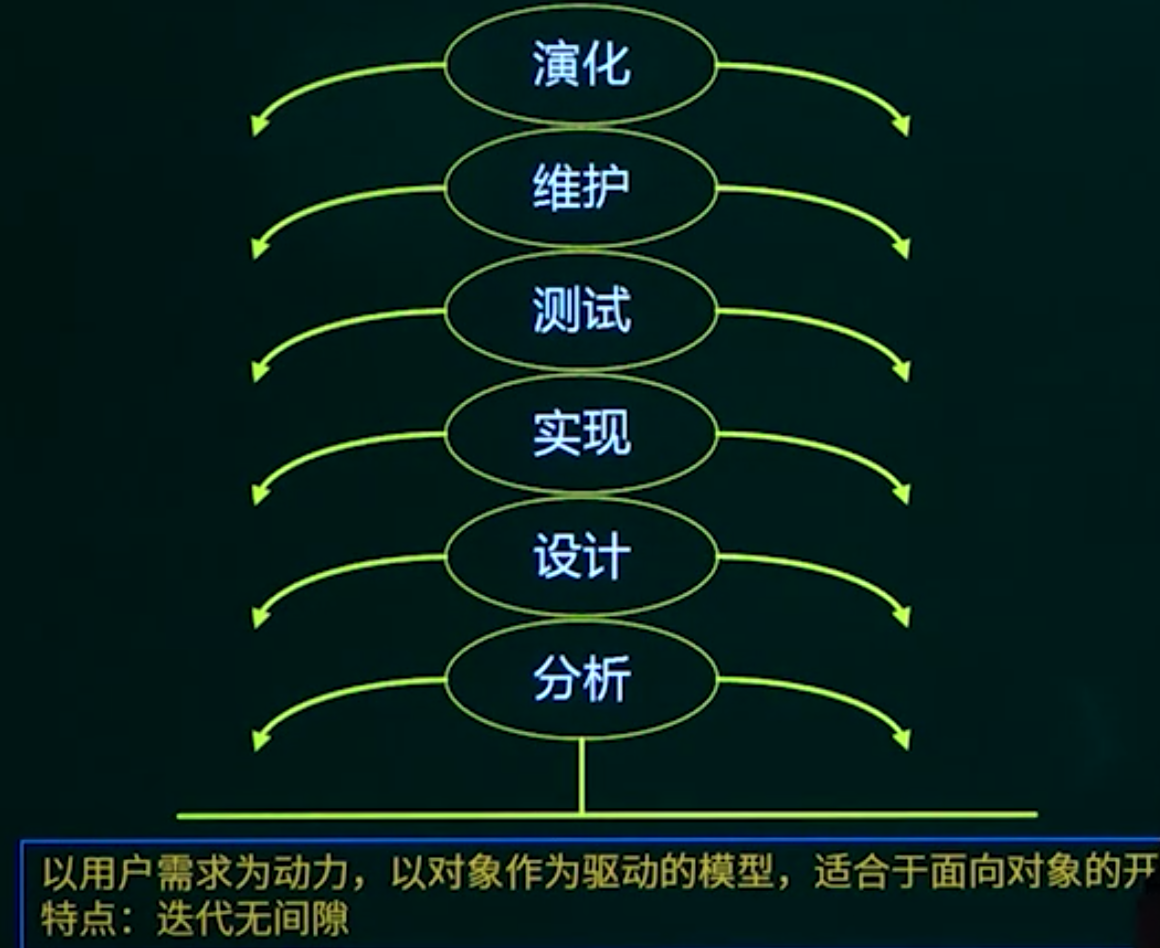 演化
维护
测试
实现
设计
分析
以用户需求为动力，以对象作为驱动的模型，适合于面向对象的开
特点：迭代无间隙